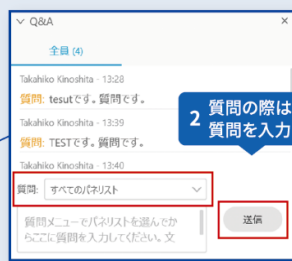 Q&A
全員 (4)
Takahiko Kinoshita - 13:28
質問: tesutです。質問です。
Takahiko Kinoshita - 13:39
質問: TESTです。質問です。
Takahiko Kinoshita - 13:40
2 質問の際は
質問を入力
質問: すべてのパネリスト
質問メニューでパネリストを選んでか
らここに質問を入力してください。文
送信